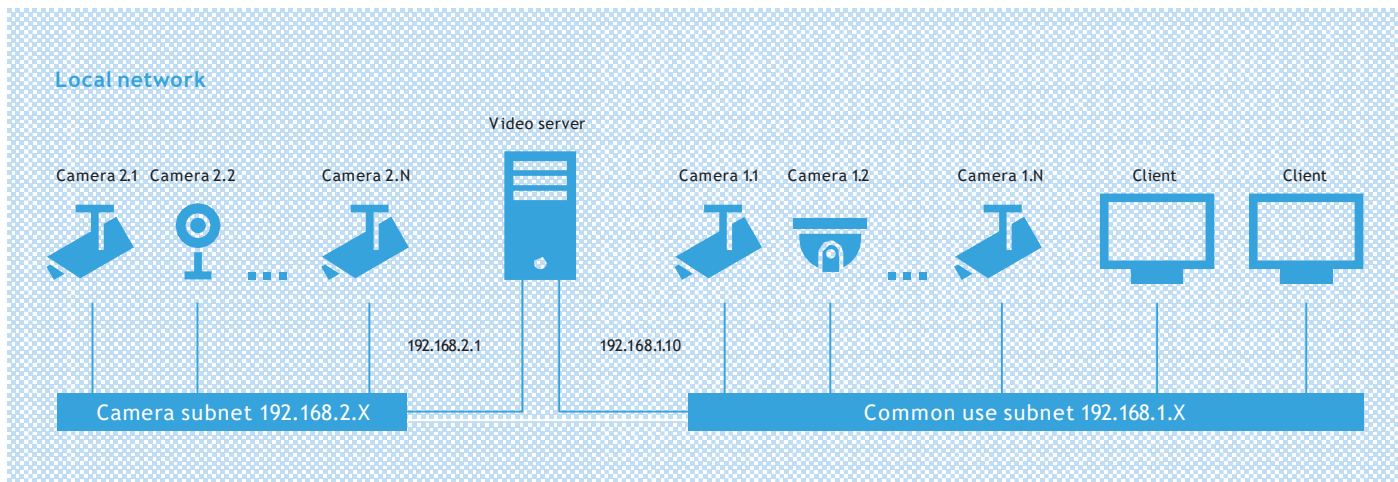 Local network
Video server
Camera 2.1
Camera 2.2
Camera 2.N
Camera 1.1
Camera 1.2
Camera 1.N
Client
Client
192.168.2.1
192.168.1.10
Camera subnet 192.168.2.X
Common use subnet 192.168.1.X